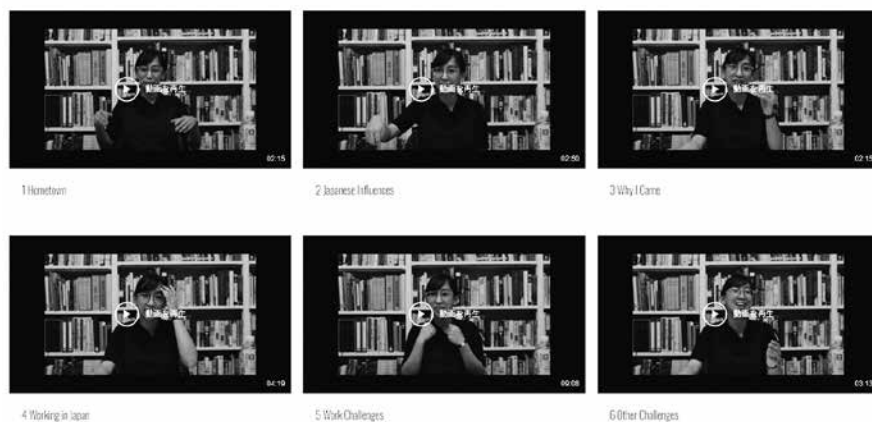 動画を再生
02:15
動画を再生
02:50
動画を再生
02:15
1 Hometown
2 Japanese Influences
3 Why I Came
動画を再生
04:19
動画を再生
動画を再生
03:13
4 Working in Japan
5 Work Challenges
6 Other Challenges